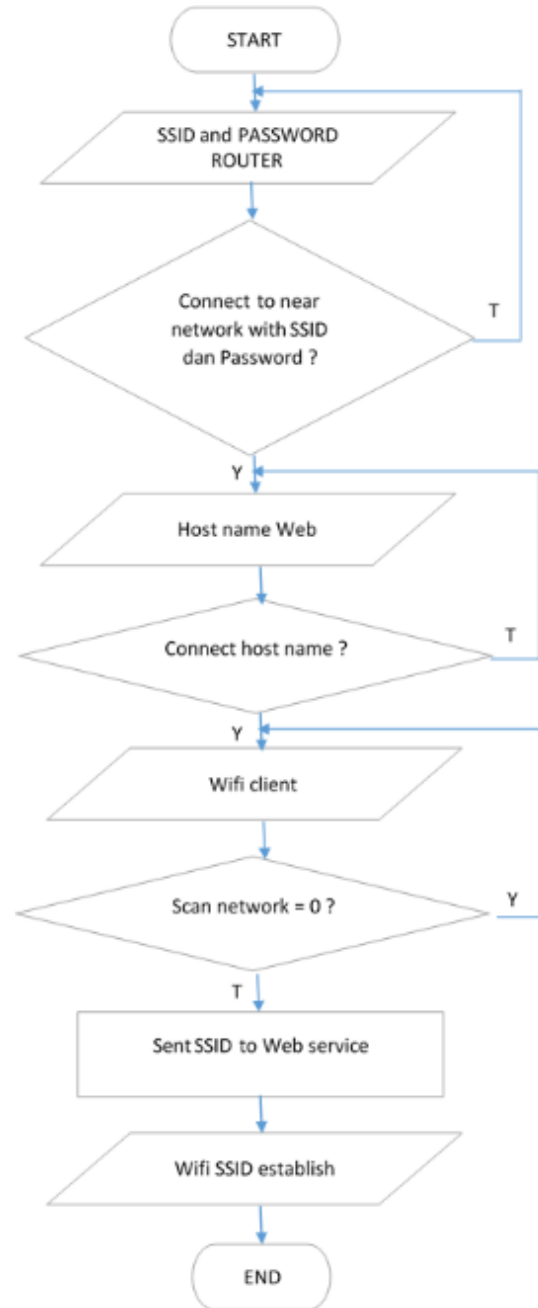 START
SSID and PASSWORD
ROUTER
Connect to near
network with SSID
dan Password ?
T
Y
Host name Web
Connect host name ?
T
Y
Wifi client
Scan network = 0 ?
Y
T
Sent SSID to Web service
Wifi SSID establish
END